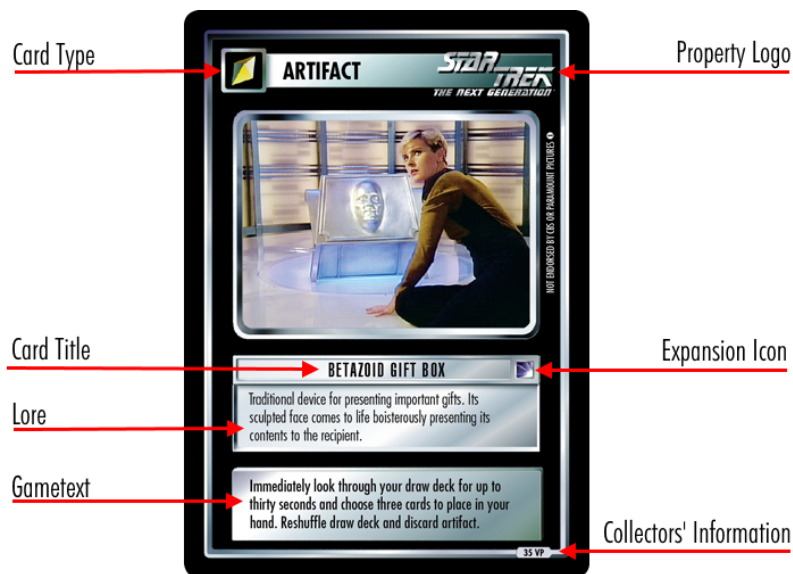 Card Type
ARTIFACT
STAR TREK
THE NEXT GENERATION
Property Logo
NOT ENDORSED BY CBS OR PARAMOUNT PICTURES
Card Title
BETAZOID GIFT BOX
Expansion Icon
Lore
Traditional device for presenting important gifts. Its
sculpted face comes to life boisterously presenting its
contents to the recipient.
Gametext
Immediately look through your draw deck for up to
thirty seconds and choose three cards to place in your
hand. Reshuffle draw deck and discard artifact.
Collectors' Information
35 VP